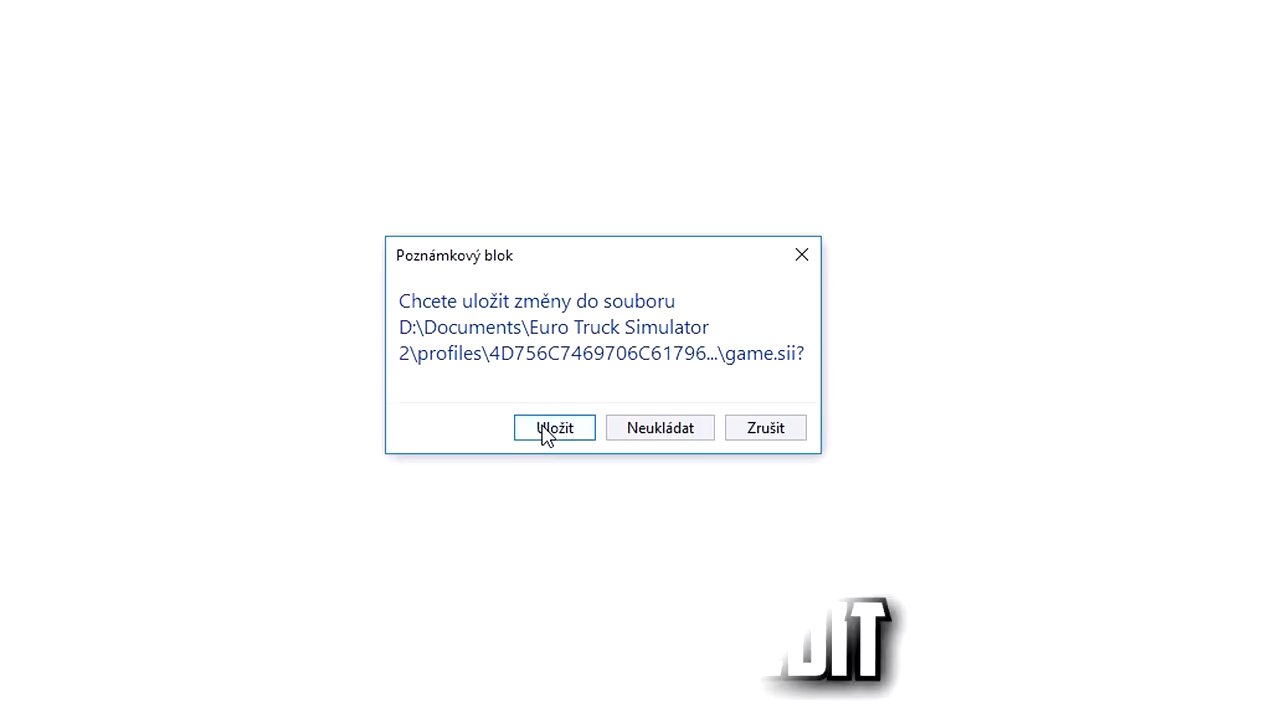 Poznámkový blok
Chcete uložit změny do souboru
D:\Documents\Euro Truck Simulator
2\profiles\4D756C7469706C61796...\game.sii?
Uložit
Neukládat
Zrušit